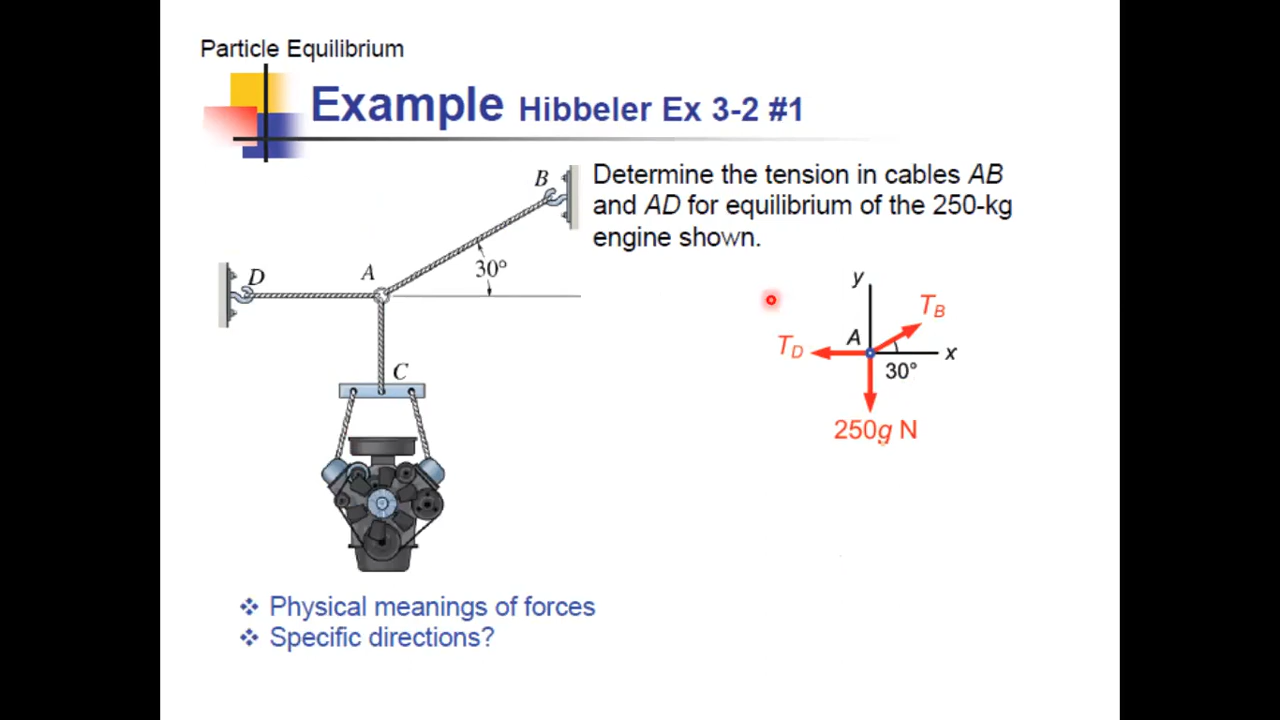 Particle Equilibrium
Example Hibbeler Ex 3-2 #1
Determine the tension in cables AB
and AD for equilibrium of the 250-kg
engine shown.
B
D
A
30°
C
y
T_B
T_D
A
x
30°
250g N
❖ Physical meanings of forces
❖ Specific directions?